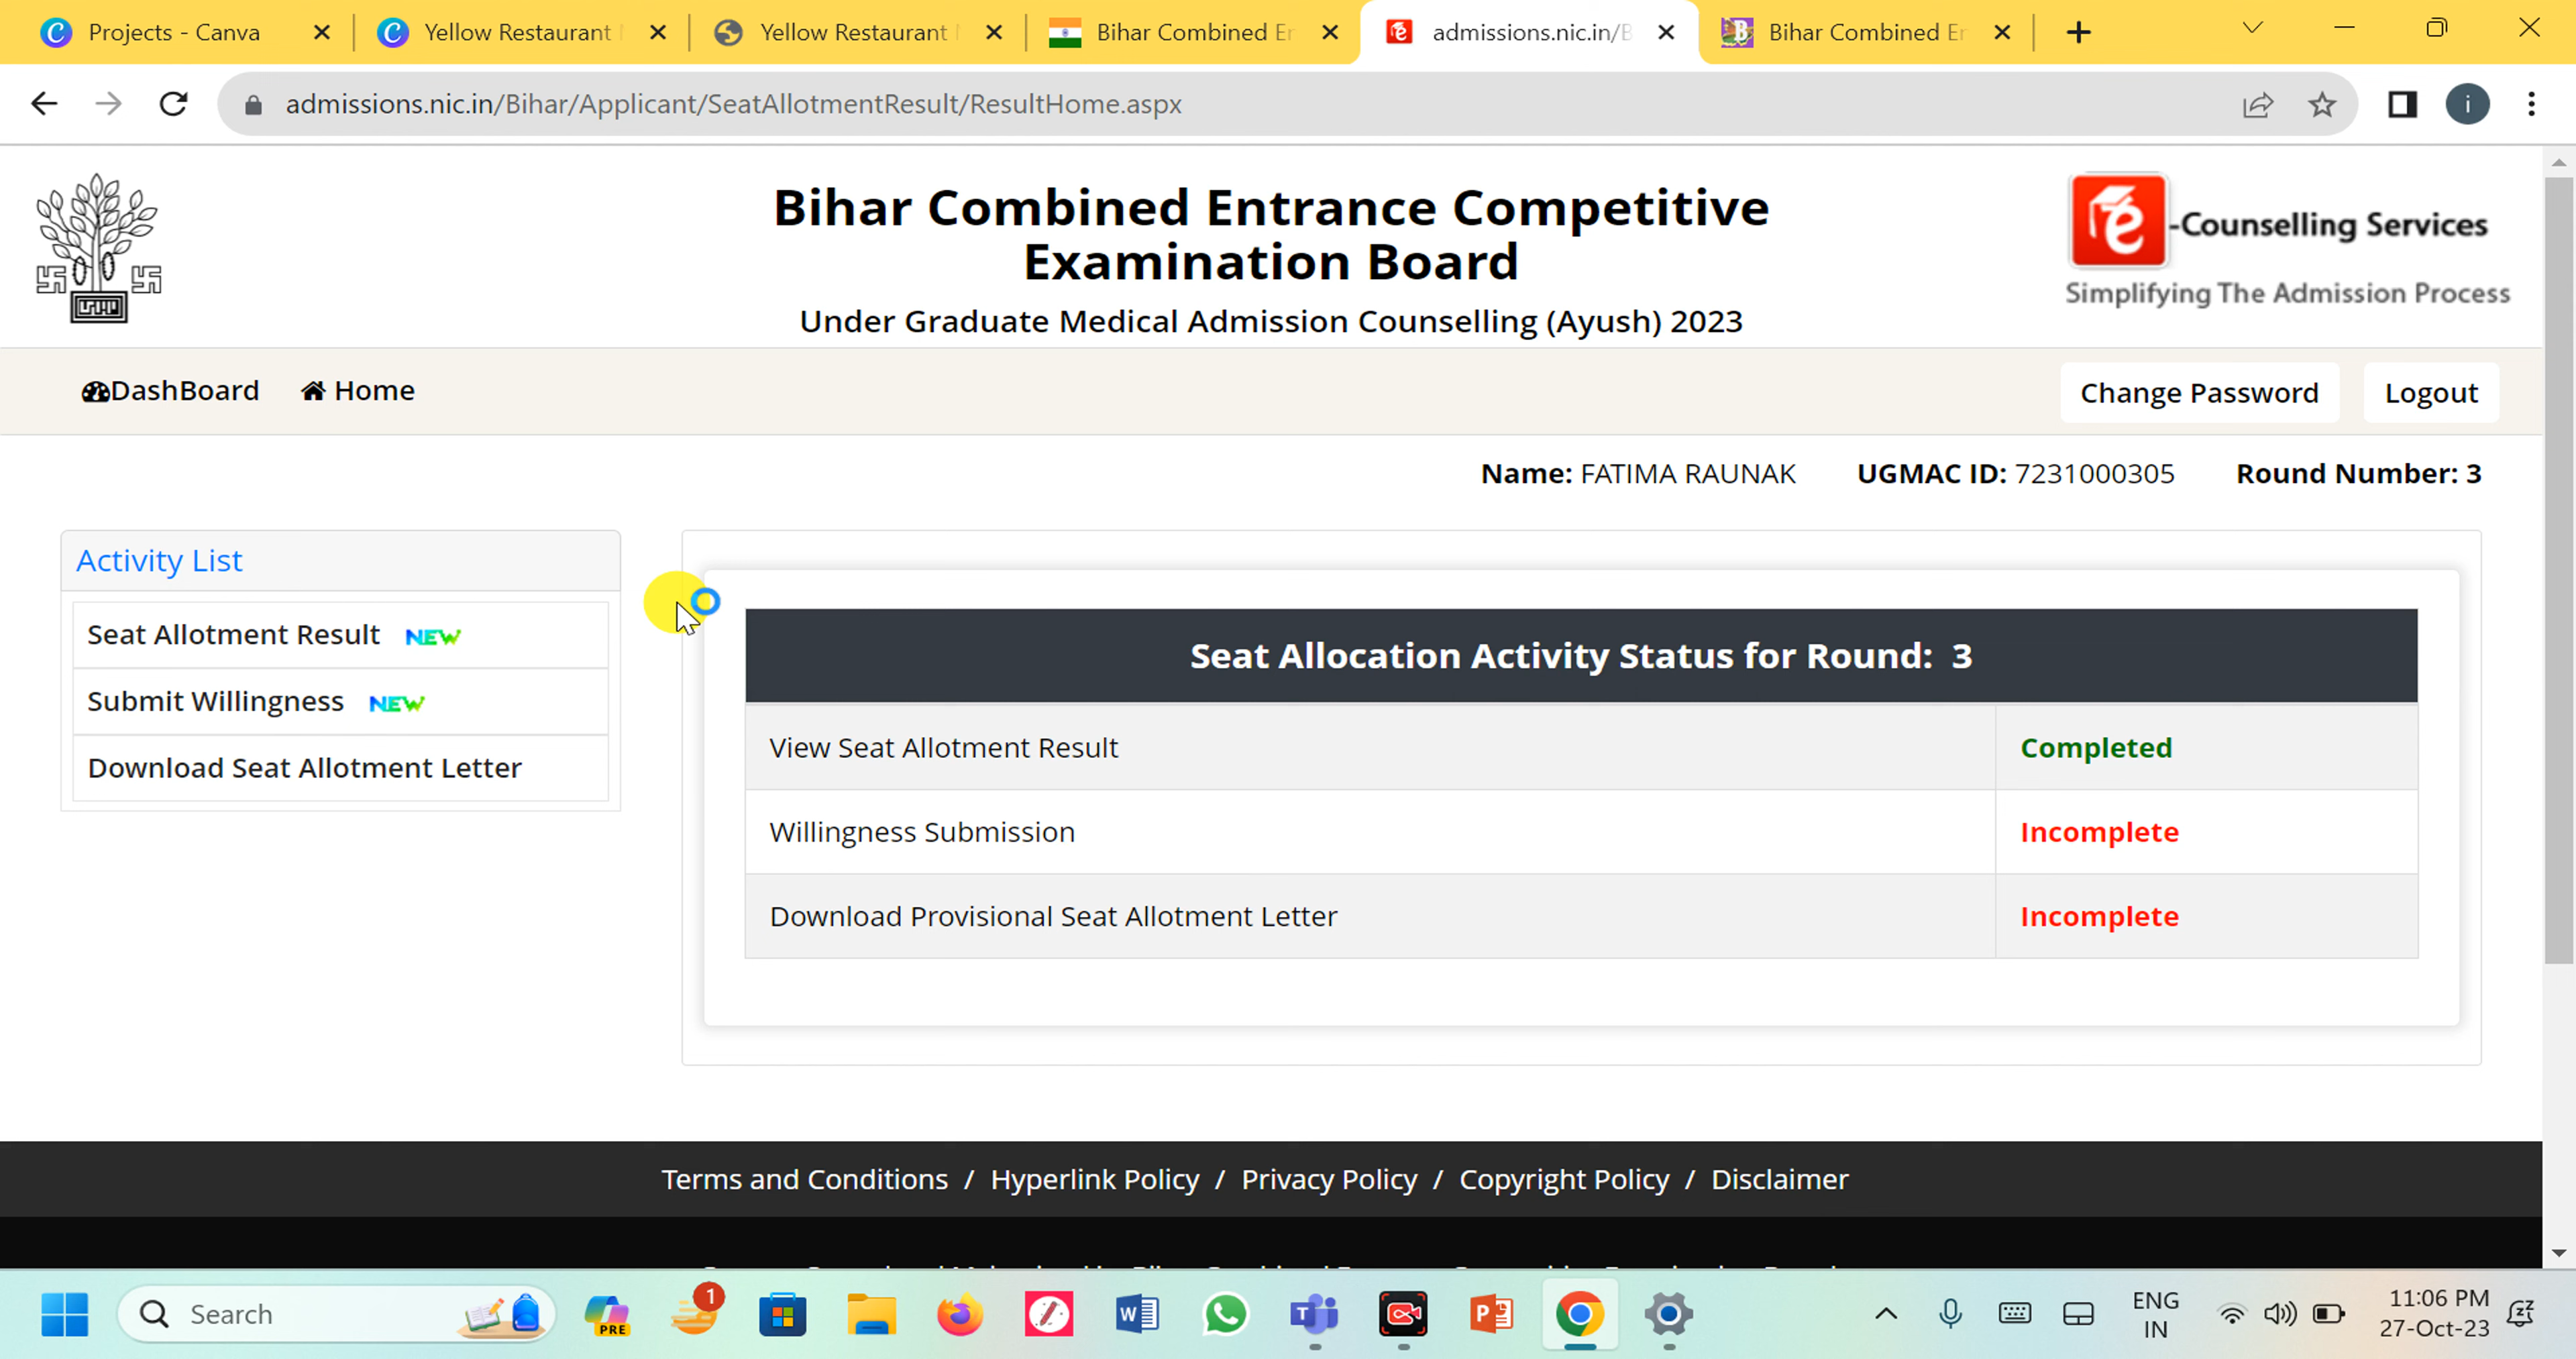 Projects - Canva
Yellow Restaurant
Yellow Restaurant
Bihar Combined Er
admissions.nic.in/B
Bihar Combined Er
admissions.nic.in/Bihar/Applicant/SeatAllotmentResult/ResultHome.aspx
i
Bihar Combined Entrance Competitive
Examination Board
Under Graduate Medical Admission Counselling (Ayush) 2023
e-Counselling Services
Simplifying The Admission Process
DashBoard
Home
Change Password
Logout
Name: FATIMA RAUNAK
UGMAC ID: 7231000305
Round Number: 3
Activity List
Seat Allotment Result NEW
Submit Willingness NEW
Download Seat Allotment Letter
Seat Allocation Activity Status for Round: 3
View Seat Allotment Result Completed
Willingness Submission Incomplete
Download Provisional Seat Allotment Letter Incomplete
Terms and Conditions / Hyperlink Policy / Privacy Policy / Copyright Policy / Disclaimer
Search
PRE
1
ENG
IN
11:06 PM
27-Oct-23